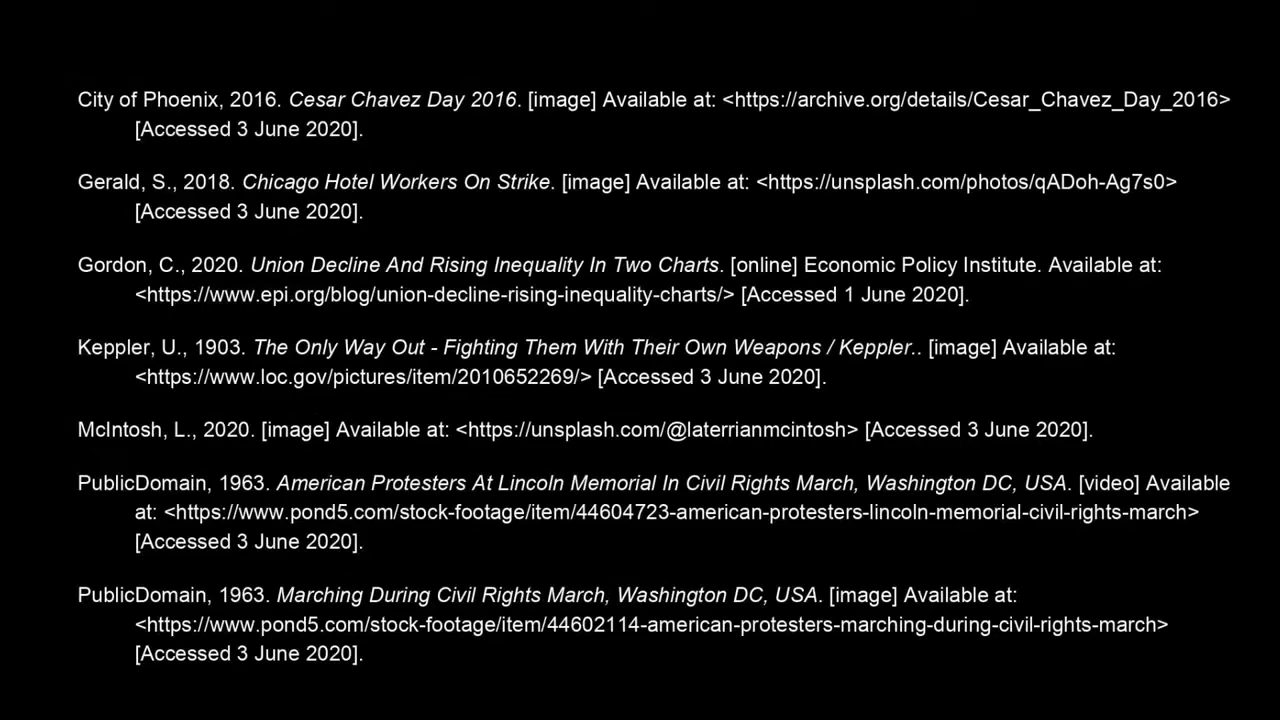 City of Phoenix, 2016. Cesar Chavez Day 2016. [image] Available at: <https://archive.org/details/Cesar_Chavez_Day_2016>
[Accessed 3 June 2020].
Gerald, S., 2018. Chicago Hotel Workers On Strike. [image] Available at: <https://unsplash.com/photos/qADoh-Ag7s0>
[Accessed 3 June 2020].
Gordon, C., 2020. Union Decline And Rising Inequality In Two Charts. [online] Economic Policy Institute. Available at:
<https://www.epi.org/blog/union-decline-rising-inequality-charts/> [Accessed 1 June 2020].
Keppler, U., 1903. The Only Way Out - Fighting Them With Their Own Weapons / Keppler.. [image] Available at:
<https://www.loc.gov/pictures/item/2010652269/> [Accessed 3 June 2020].
McIntosh, L., 2020. [image] Available at: <https://unsplash.com/@laterrianmcintosh> [Accessed 3 June 2020].
PublicDomain, 1963. American Protesters At Lincoln Memorial In Civil Rights March, Washington DC, USA. [video] Available
at: <https://www.pond5.com/stock-footage/item/44604723-american-protesters-lincoln-memorial-civil-rights-march>
[Accessed 3 June 2020].
PublicDomain, 1963. Marching During Civil Rights March, Washington DC, USA. [image] Available at:
<https://www.pond5.com/stock-footage/item/44602114-american-protesters-marching-during-civil-rights-march>
[Accessed 3 June 2020].